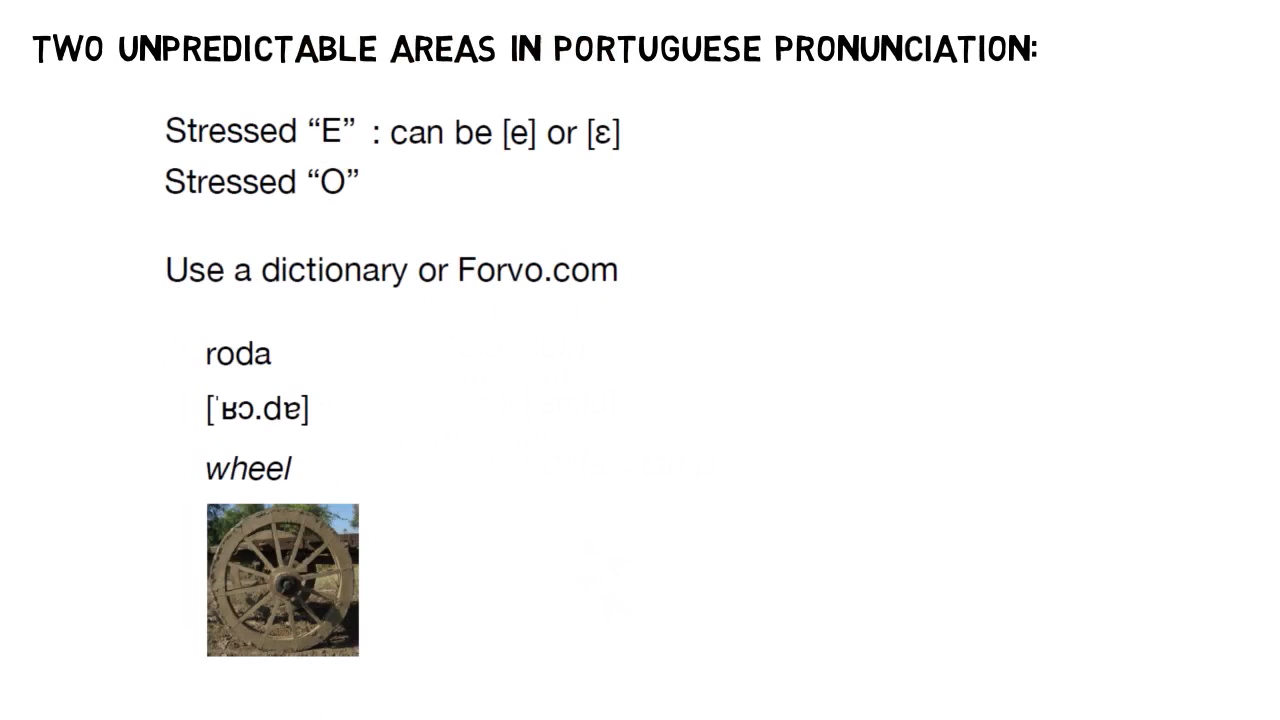 TWO UNPREDICTABLE AREAS IN PORTUGUESE PRONUNCIATION:
Stressed “E” : can be [e] or [ɛ]
Stressed “O”
Use a dictionary or Forvo.com
roda
[ˈʁɔ.dɐ]
wheel